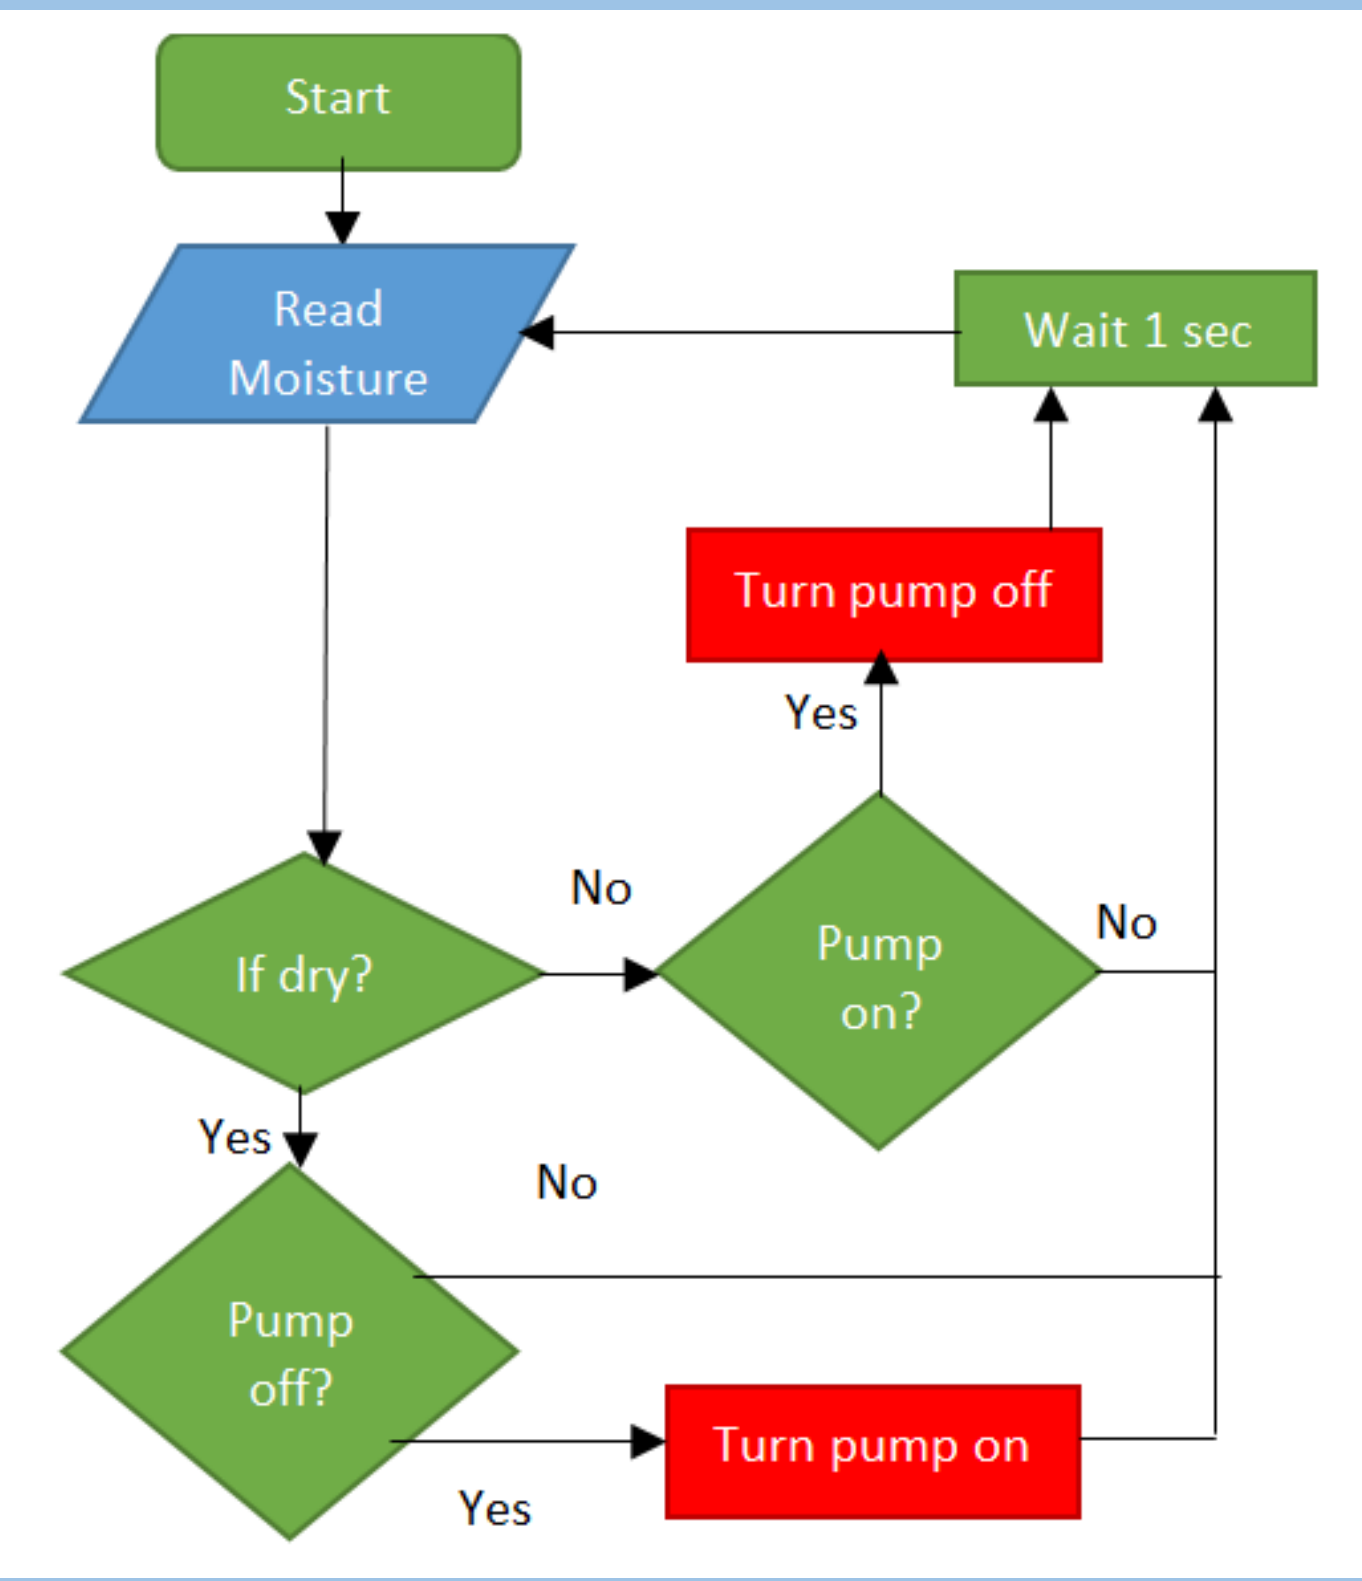 Start
Read
Moisture
Wait 1 sec
Turn pump off
Yes
No
Pump
on?
No
If dry?
Yes
No
Pump
off?
Turn pump on
Yes